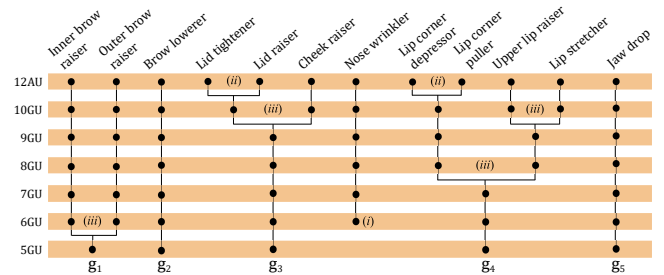 Inner brow raiser
Outer brow raiser
Brow lowerer
Lid tightener
Lid raiser
Cheek raiser
Nose wrinkler
Lip corner depressor
Lip corner puller
Upper lip raiser
Lip stretcher
Jaw drop
12AU (ii) (ii)
10GU (iii) (iii)
9GU
8GU (iii)
7GU
6GU (iii) (i)
5GU
g1 g2 g3 g4 g5